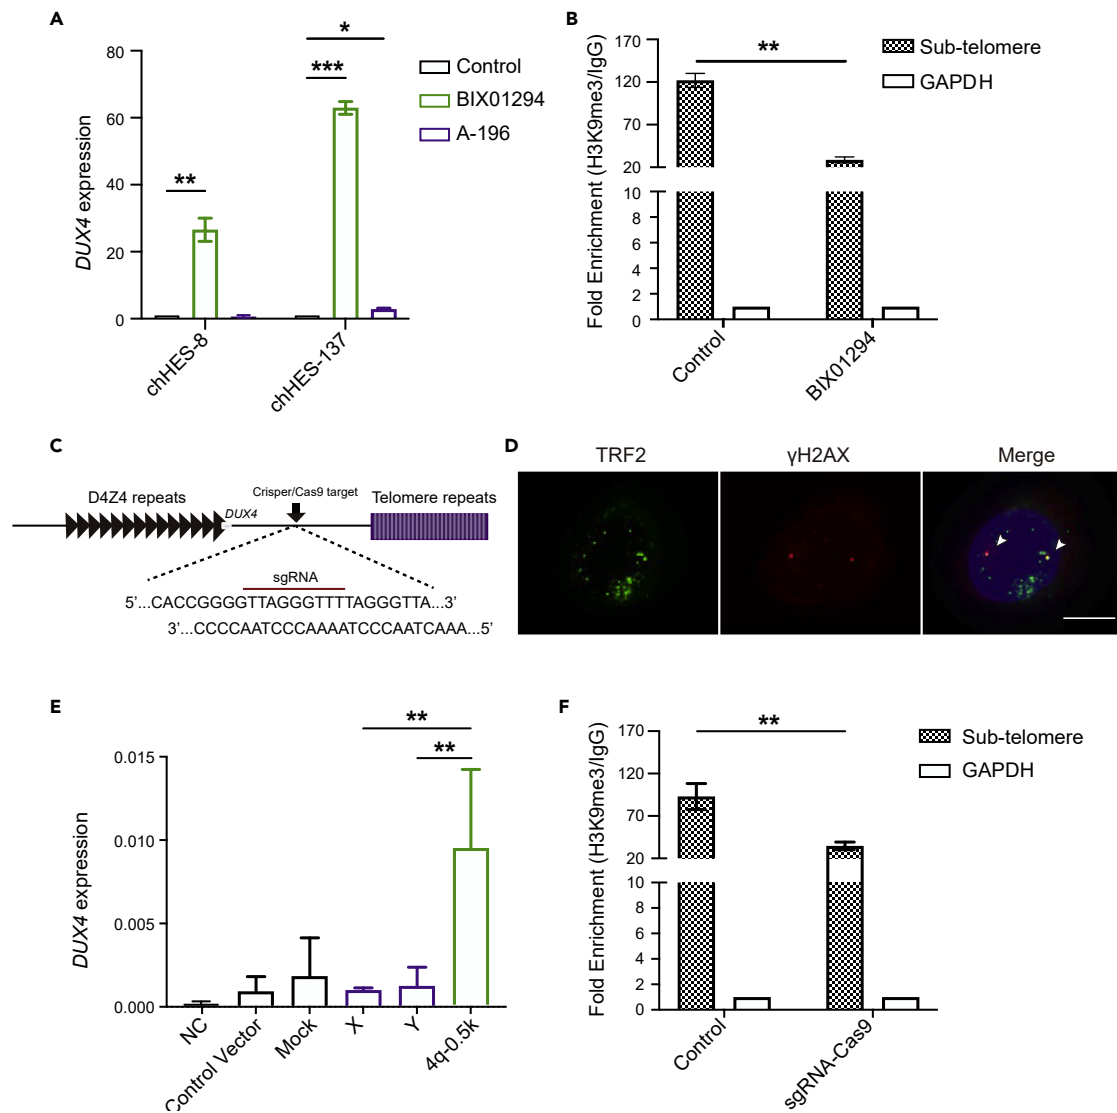 A
DUX4 expression
80
60
40
20
0
**
***
*
Control
BIX01294
A-196
chHES-8
chHES-137
B
Fold Enrichment (H3K9me3/IgG)
170
120
70
20
10
8
6
4
2
0
**
Sub-telomere
GAPDH
Control
BIX01294
C
D4Z4 repeats
DUX4
Crisper/Cas9 target
Telomere repeats
sgRNA
5’...CACCGGGGTTAGGGTTTTAGGGTTA...3’
3’...CCCCAATCCCAAAATCCCAATCAAA...5’
D
TRF2
γH2AX
Merge
E
DUX4 expression
0.015
0.010
0.005
0.000
**
**
NC
Control Vector
Mock
X
Y
4q-0.5k
F
Fold Enrichment (H3K9me3/IgG)
170
120
70
20
10
8
6
4
2
0
**
Sub-telomere
GAPDH
Control
sgRNA-Cas9